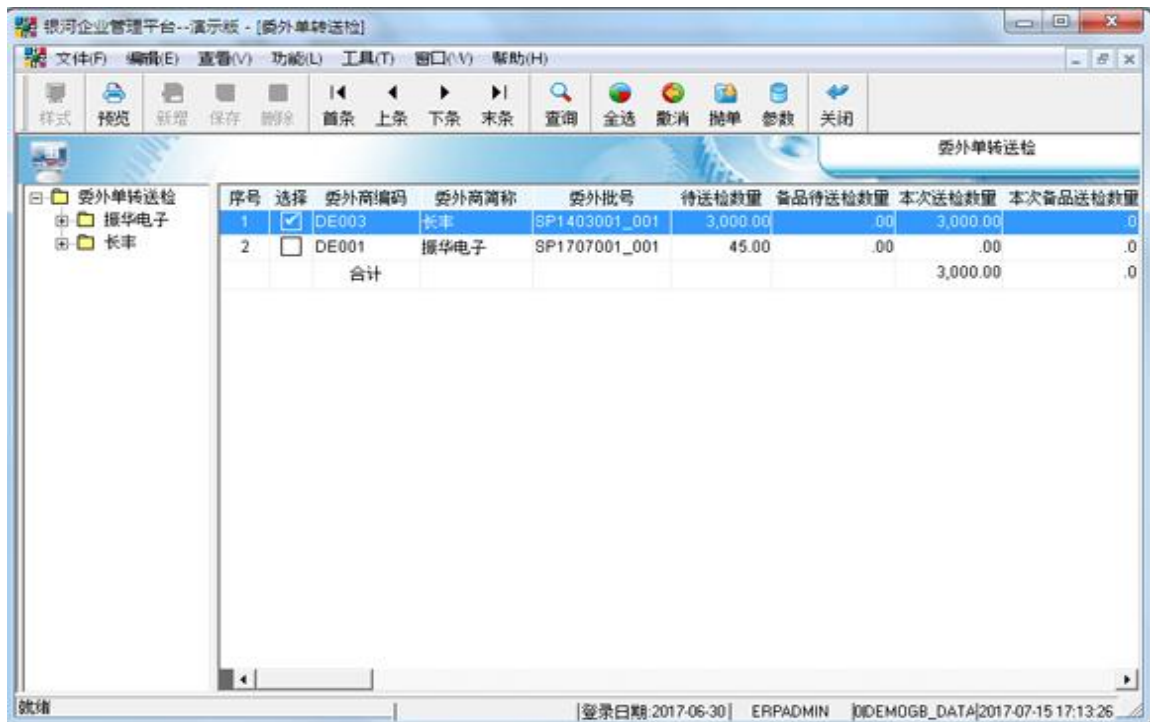 银河企业管理平台--演示版 - [委外单转送检]
文件(F) 编辑(E) 查看(V) 功能(L) 工具(T) 窗口(W) 帮助(H)
样式 预览 新增 保存 删除 首条 上条 下条 末条 查询 全选 撤消 抛单 参数 关闭
委外单转送检
委外单转送检
振华电子
长丰
序号 选择 委外商编码 委外商简称 委外批号 待送检数量 备品待送检数量 本次送检数量 本次备品送检数量
1 DE003 长丰 SP1403001_001 3,000.00 .00 3,000.00 .0
2 DE001 振华电子 SP1707001_001 45.00 .00 .00 .0
合计 3,000.00 .0
就绪 登录日期:2017-06-30 ERPADMIN DEMOGB_DATA 2017-07-15 17:13:26